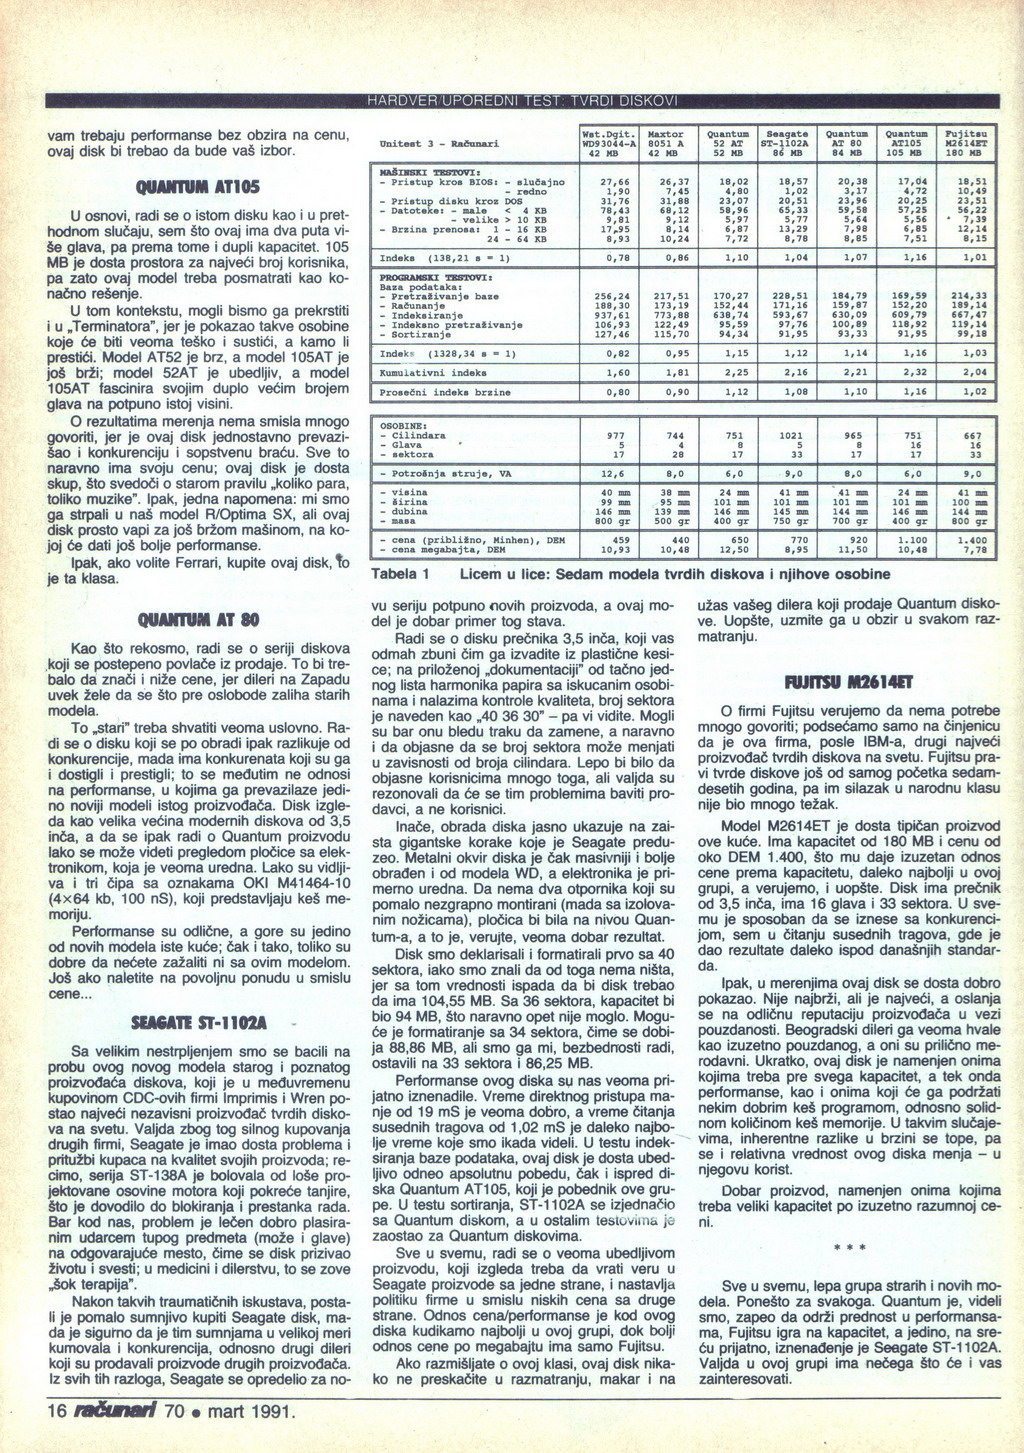 HARDVER/UPOREDNI TEST: TVRDI DISKOVI
vam trebaju performanse bez obzira na cenu,
ovaj disk bi trebao da bude vaš izbor.
QUANTUM AT105
U osnovi, radi se o istom disku kao i u pret-
hodnom slučaju, sem što ovaj ima dva puta vi-
še glava, pa prema tome i dupli kapacitet. 105
MB je dosta prostora za najveći broj korisnika,
pa zato ovaj model treba posmatrati kao ko-
načno rešenje.
U tom kontekstu, mogli bismo ga prekrstiti
i u „Terminatora”, jer je pokazao takve osobine
koje će biti veoma teško i sustići, a kamo li
prestići. Model AT52 je brz, a model 105AT je
još brži; model 52AT je ubedljiv, a model
105AT fascinira svojim duplo većim brojem
glava na potpuno istoj visini.
O rezultatima merenja nema smisla mnogo
govoriti, jer je ovaj disk jednostavno prevazi-
šao i konkurenciju i sopstvenu braću. Sve to
naravno ima svoju cenu; ovaj disk je dosta
skup, što svedoči o starom pravilu „koliko para,
toliko muzike”. Ipak, jedna napomena: mi smo
ga strpali u naš model R/Optima SX, ali ovaj
disk prosto vapi za još bržom mašinom, na ko-
joj će dati još bolje performanse.
Ipak, ako volite Ferrari, kupite ovaj disk, to
je ta klasa.
QUANTUM AT 80
Kao što rekosmo, radi se o seriji diskova
koji se postepeno povlače iz prodaje. To bi tre-
balo da znači i niže cene, jer dileri na Zapadu
uvek žele da se što pre oslobode zaliha starih
modela.
To „stari” treba shvatiti veoma uslovno. Ra-
di se o disku koji se po obradi ipak razlikuje od
konkurencije, mada ima konkurenata koji su ga
i dostigli i prestigli; to se međutim ne odnosi
na performanse, u kojima ga prevazilaze jedi-
no noviji modeli istog proizvođača. Disk izgle-
da kao velika većina modernih diskova od 3,5
inča, a da se ipak radi o Quantum proizvodu
lako se može videti pregledom pločice sa elek-
tronikom, koja je veoma uredna. Lako su vidlji-
va i tri čipa sa oznakama OKI M41464-10
(4×64 kb, 100 nS), koji predstavljaju keš me-
moriju.
Performanse su odlične, a gore su jedino
od novih modela iste kuće; čak i tako, toliko su
dobre da nećete zažaliti ni sa ovim modelom.
Još ako naletite na povoljnu ponudu u smislu
cene...
SEAGATE ST-1102A
Sa velikim nestrpljenjem smo se bacili na
probu ovog novog modela starog i poznatog
proizvođaća diskova, koji je u međuvremenu
kupovinom CDC-ovih firmi Imprimis i Wren po-
stao najveći nezavisni proizvođač tvrdih disko-
va na svetu. Valjda zbog tog silnog kupovanja
drugih firmi, Seagate je imao dosta problema i
pritužbi kupaca na kvalitet svojih proizvoda; re-
cimo, serija ST-138A je bolovala od loše pro-
jektovane osovine motora koji pokreće tanjire,
što je dovodilo do blokiranja i prestanka rada.
Bar kod nas, problem je lečen dobro plasira-
nim udarcem tupog predmeta (može i glave)
na odgovarajuće mesto, čime se disk prizivao
životu i svesti; u medicini i dilerstvu, to se zove
„šok terapija”.
Nakon takvih traumatičnih iskustava, posta-
li je pomalo sumnjivo kupiti Seagate disk, ma-
da je sigurno da je tim sumnjama u velikoj meri
kumovala i konkurencija, odnosno drugi dileri
koji su prodavali proizvode drugih proizvođača.
Iz svih tih razloga, Seagate se opredelio za no-
Unitest 3 - Računari Wst.Dgit. WD93044-A 42 MB Maxtor 8051 A 42 MB Quantum 52 AT 52 MB Seagate ST-1102A 86 MB Quantum AT 80 84 MB Quantum AT105 105 MB Fujitsu M2614ET 180 MB
MAŠINSKI TESTOVI:
- Pristup kros BIOS: - slučajno 27,66 26,37 18,02 18,57 20,38 17,04 18,51
- redno 1,90 7,45 4,80 1,02 3,17 4,72 10,49
- Pristup disku kroz DOS 31,76 31,88 23,07 20,51 23,96 20,25 23,51
- Datoteke: - male < 4 KB 78,43 68,12 58,96 65,33 59,58 57,25 56,22
- velike > 10 KB 9,81 9,12 5,97 5,77 5,64 5,56 7,39
- Brzina prenosa: 1 - 16 KB 17,95 8,14 6,87 13,29 7,98 6,85 12,14
24 - 64 KB 8,93 10,24 7,72 8,78 8,85 7,51 8,15
Indeks (138,21 s = 1) 0,78 0,86 1,10 1,04 1,07 1,16 1,01
PROGRAMSKI TESTOVI:
Baza podataka:
- Pretraživanje baze 256,24 217,51 170,27 228,51 184,79 169,59 214,33
- Računanje 188,30 173,19 152,44 171,16 159,87 152,20 189,14
- Indeksiranje 937,61 773,88 638,74 593,67 630,09 609,79 667,47
- Indeksno pretraživanje 106,93 122,49 95,59 97,76 100,89 118,92 119,14
- Sortiranje 127,46 115,70 94,34 91,95 93,33 91,95 99,18
Indeks (1328,34 s = 1) 0,82 0,95 1,15 1,12 1,14 1,16 1,03
Kumulativni indeks 1,60 1,81 2,25 2,16 2,21 2,32 2,04
Prosečni indeks brzine 0,80 0,90 1,12 1,08 1,10 1,16 1,02
OSOBINE:
- Cilindara 977 744 751 1021 965 751 667
- Glava 5 4 8 5 8 16 16
- sektora 17 28 17 33 17 17 33
- Potrošnja struje, VA 12,6 8,0 6,0 9,0 8,0 6,0 9,0
- visina 40 mm 38 mm 24 mm 41 mm 41 mm 24 mm 41 mm
- širina 99 mm 95 mm 101 mm 101 mm 101 mm 101 mm 100 mm
- dubina 146 mm 139 mm 146 mm 145 mm 144 mm 146 mm 144 mm
- masa 800 gr 500 gr 400 gr 750 gr 700 gr 400 gr 800 gr
- cena (približno, Minhen), DEM 459 440 650 770 920 1.100 1.400
- cena megabajta, DEM 10,93 10,48 12,50 8,95 11,50 10,48 7,78
Tabela 1 Licem u lice: Sedam modela tvrdih diskova i njihove osobine
vu seriju potpuno novih proizvoda, a ovaj mo-
del je dobar primer tog stava.
Radi se o disku prečnika 3,5 inča, koji vas
odmah zbuni čim ga izvadite iz plastične kesi-
ce; na priloženoj „dokumentaciji” od tačno jed-
nog lista harmonika papira sa iskucanim osobi-
nama i nalazima kontrole kvaliteta, broj sektora
je naveden kao „40 36 30” – pa vi vidite. Mogli
su bar onu bledu traku da zamene, a naravno
i da objasne da se broj sektora može menjati
u zavisnosti od broja cilindara. Lepo bi bilo da
objasne korisnicima mnogo toga, ali valjda su
rezonovali da će se tim problemima baviti pro-
davci, a ne korisnici.
Inače, obrada diska jasno ukazuje na zai-
sta gigantske korake koje je Seagate predu-
zeo. Metalni okvir diska je čak masivniji i bolje
obrađen i od modela WD, a elektronika je pri-
merno uredna. Da nema dva otpornika koji su
pomalo nezgrapno montirani (mada sa izolova-
nim nožicama), pločica bi bila na nivou Quan-
tum-a, a to je, verujte, veoma dobar rezultat.
Disk smo deklarisali i formatirali prvo sa 40
sektora, iako smo znali da od toga nema ništa,
jer sa tom vrednosti ispada da bi disk trebao
da ima 104,55 MB. Sa 36 sektora, kapacitet bi
bio 94 MB, što naravno opet nije moglo. Mogu-
će je formatiranje sa 34 sektora, čime se dobi-
ja 88,86 MB, ali smo ga mi, bezbednosti radi,
ostavili na 33 sektora i 86,25 MB.
Performanse ovog diska su nas veoma pri-
jatno iznenadile. Vreme direktnog pristupa ma-
nje od 19 mS je veoma dobro, a vreme čitanja
susednih tragova od 1,02 mS je daleko najbo-
lje vreme koje smo ikada videli. U testu indek-
siranja baze podataka, ovaj disk je dosta ubed-
ljivo odneo apsolutnu pobedu, čak i ispred di-
ska Quantum AT105, koji je pobednik ove gru-
pe. U testu sortiranja, ST-1102A se izjednačio
sa Quantum diskom, a u ostalim testovima je
zaostao za Quantum diskovima.
Sve u svemu, radi se o veoma ubedljivom
proizvodu, koji izgleda treba da vrati veru u
Seagate proizvode sa jedne strane, i nastavlja
politiku firme u smislu niskih cena sa druge
strane. Odnos cena/performanse je kod ovog
diska kudikamo najbolji u ovoj grupi, dok bolji
odnos cene po megabajtu ima samo Fujitsu.
Ako razmišljate o ovoj klasi, ovaj disk nika-
ko ne preskačite u razmatranju, makar i na
užas vašeg dilera koji prodaje Quantum disko-
ve. Uopšte, uzmite ga u obzir u svakom raz-
matranju.
FUJITSU M2614ET
O firmi Fujitsu verujemo da nema potrebe
mnogo govoriti; podsećamo samo na činjenicu
da je ova firma, posle IBM-a, drugi najveći
proizvođač tvrdih diskova na svetu. Fujitsu pra-
vi tvrde diskove još od samog početka sedam-
desetih godina, pa im silazak u narodnu klasu
nije bio mnogo težak.
Model M2614ET je dosta tipičan proizvod
ove kuće. Ima kapacitet od 180 MB i cenu od
oko DEM 1.400, što mu daje izuzetan odnos
cene prema kapacitetu, daleko najbolji u ovoj
grupi, a verujemo, i uopšte. Disk ima prečnik
od 3,5 inča, ima 16 glava i 33 sektora. U sve-
mu je sposoban da se iznese sa konkurenci-
jom, sem u čitanju susednih tragova, gde je
dao rezultate daleko ispod današnjih standar-
da.
Ipak, u merenjima ovaj disk se dosta dobro
pokazao. Nije najbrži, ali je najveći, a oslanja
se na odličnu reputaciju proizvođača u vezi
pouzdanosti. Beogradski dileri ga veoma hvale
kao izuzetno pouzdanog, a oni su prilično me-
rodavni. Ukratko, ovaj disk je namenjen onima
kojima treba pre svega kapacitet, a tek onda
performanse, kao i onima koji će ga podržati
nekim dobrim keš programom, odnosno solid-
nom količinom keš memorije. U takvim slučaje-
vima, inherentne razlike u brzini se tope, pa
se i relativna vrednost ovog diska menja – u
njegovu korist.
Dobar proizvod, namenjen onima kojima
treba veliki kapacitet po izuzetno razumnoj ce-
ni.
* * *
Sve u svemu, lepa grupa strarih i novih mo-
dela. Ponešto za svakoga. Quantum je, videli
smo, zapeo da održi prednost u performansa-
ma, Fujitsu igra na kapacitet, a jedino, na sre-
ću prijatno, iznenađenje je Seegate ST-1102A.
Valjda u ovoj grupi ima nečega što će i vas
zainteresovati.
16 računari 70 • mart 1991.